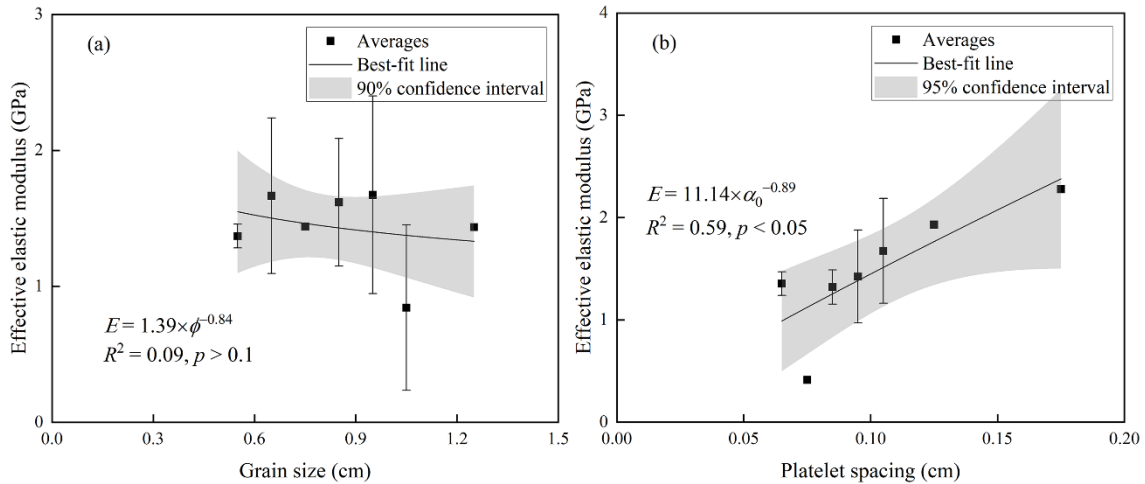 (a)
Averages
Best-fit line
90% confidence interval
E = 1.39×ϕ⁻⁰·⁸⁴
R² = 0.09, p > 0.1
Effective elastic modulus (GPa)
3
2
1
0
0.0 0.3 0.6 0.9 1.2 1.5
Grain size (cm)
(b)
Averages
Best-fit line
95% confidence interval
E = 11.14×α₀⁻⁰·⁸⁹
R² = 0.59, p < 0.05
Effective elastic modulus (GPa)
4
3
2
1
0
0.00 0.05 0.10 0.15 0.20
Platelet spacing (cm)